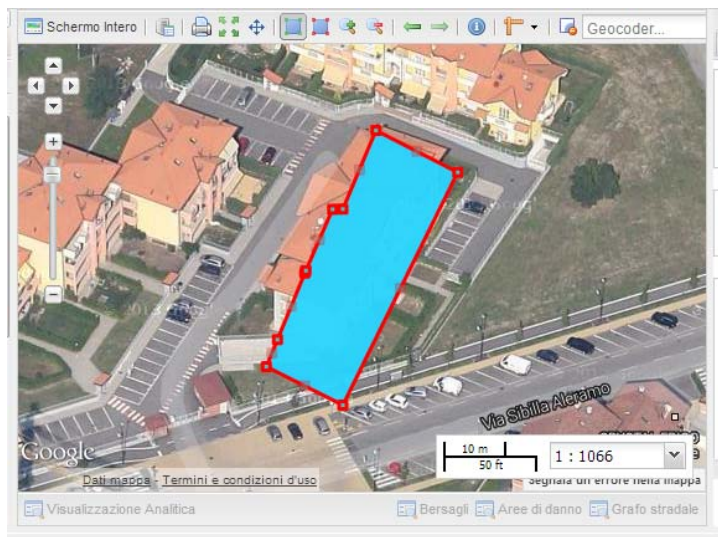 Schermo Intero
Geocoder...
Via Sibilla Aleramo
10 m
50 ft
1 : 1066
Google
Dati mappa - Termini e condizioni d'uso
Segnala un errore nella mappa
Visualizzazione Analitica
Bersagli
Aree di danno
Grafo stradale